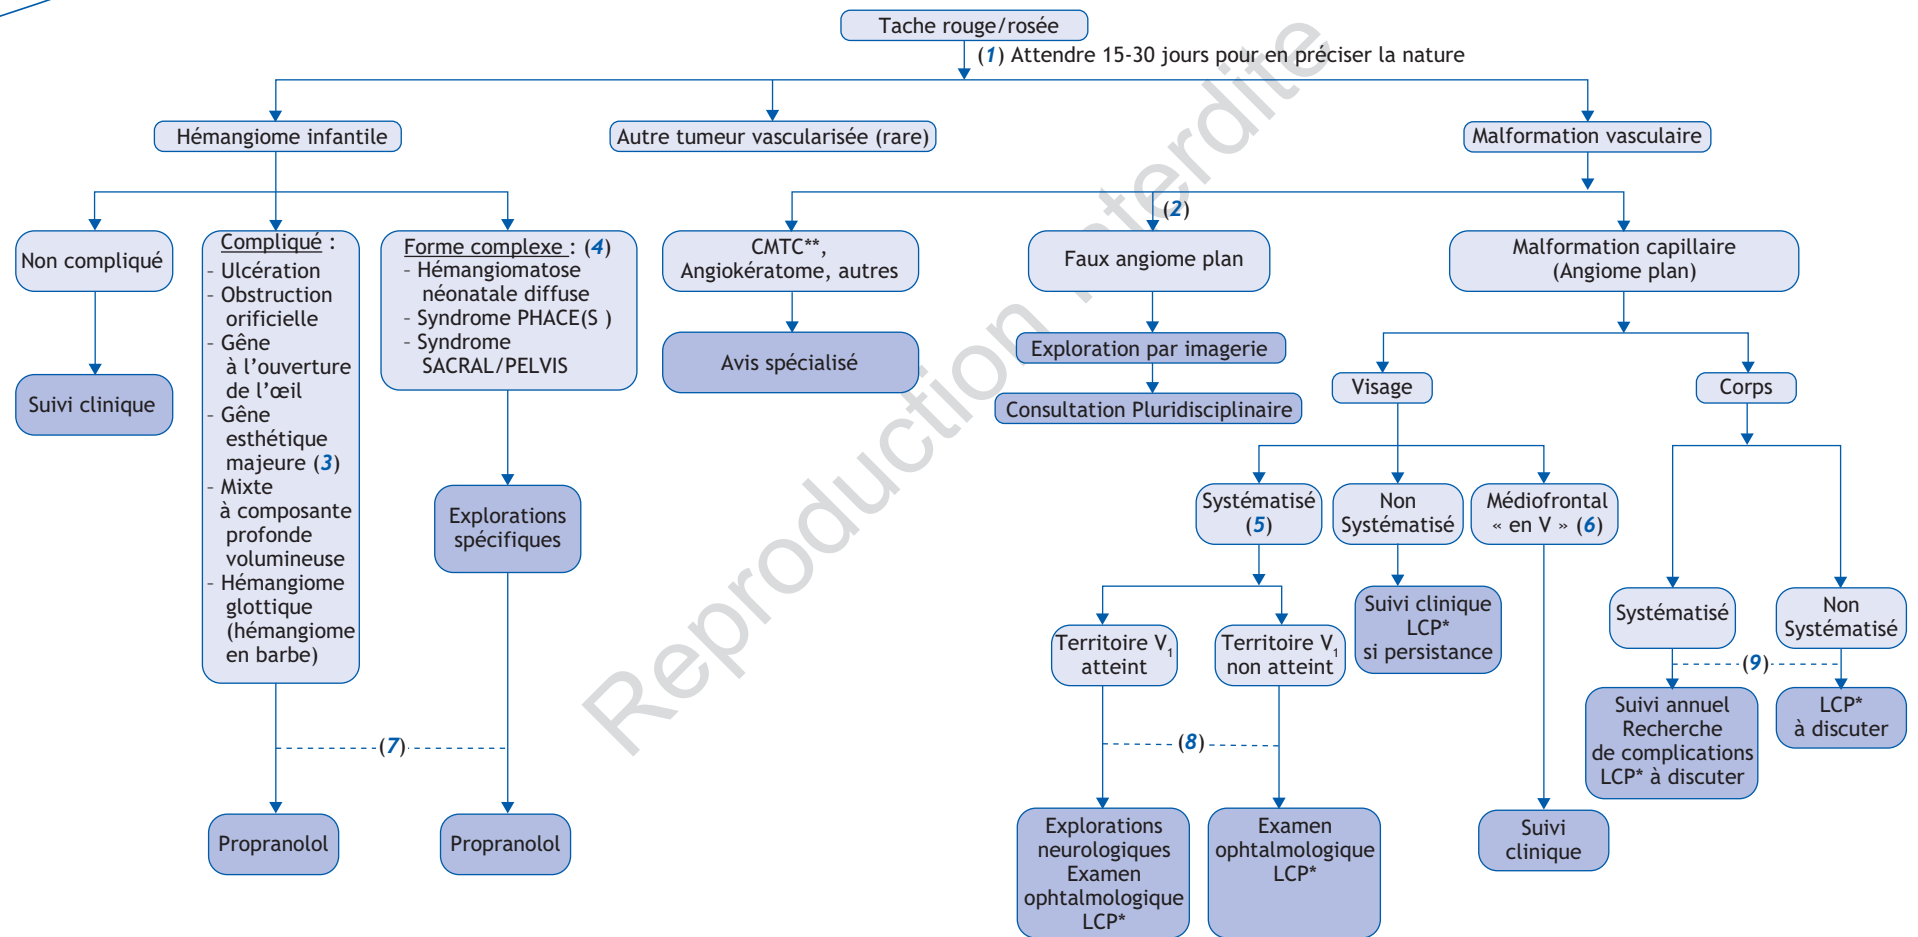 Tache rouge/rosée
(1) Attendre 15-30 jours pour en préciser la nature
Hémangiome infantile
Autre tumeur vascularisée (rare)
Malformation vasculaire
(2)
Non compliqué
Suivi clinique
Compliqué :
- Ulcération
- Obstruction
orificielle
- Gêne
à l'ouverture
de l'œil
- Gêne
esthétique
majeure (3)
- Mixte
à composante
profonde
volumineuse
- Hémangiome
glottique
(hémangiome
en barbe)
Forme complexe : (4)
- Hémangiomatose
néonatale diffuse
- Syndrome PHACE(S )
- Syndrome
SACRAL/PELVIS
Explorations
spécifiques
(7)
Propranolol
Propranolol
CMTC**,
Angiokératome, autres
Avis spécialisé
Faux angiome plan
Exploration par imagerie
Consultation Pluridisciplinaire
Malformation capillaire
(Angiome plan)
Visage
Corps
Systématisé
(5)
Non
Systématisé
Médiofrontal
« en V » (6)
Territoire V1
atteint
Territoire V1
non atteint
Suivi clinique
LCP*
si persistance
(8)
Explorations
neurologiques
Examen
ophtalmologique
LCP*
Examen
ophtalmologique
LCP*
Suivi
clinique
Systématisé
Non
Systématisé
(9)
Suivi annuel
Recherche
de complications
LCP* à discuter
LCP*
à discuter
Reproduction interdite